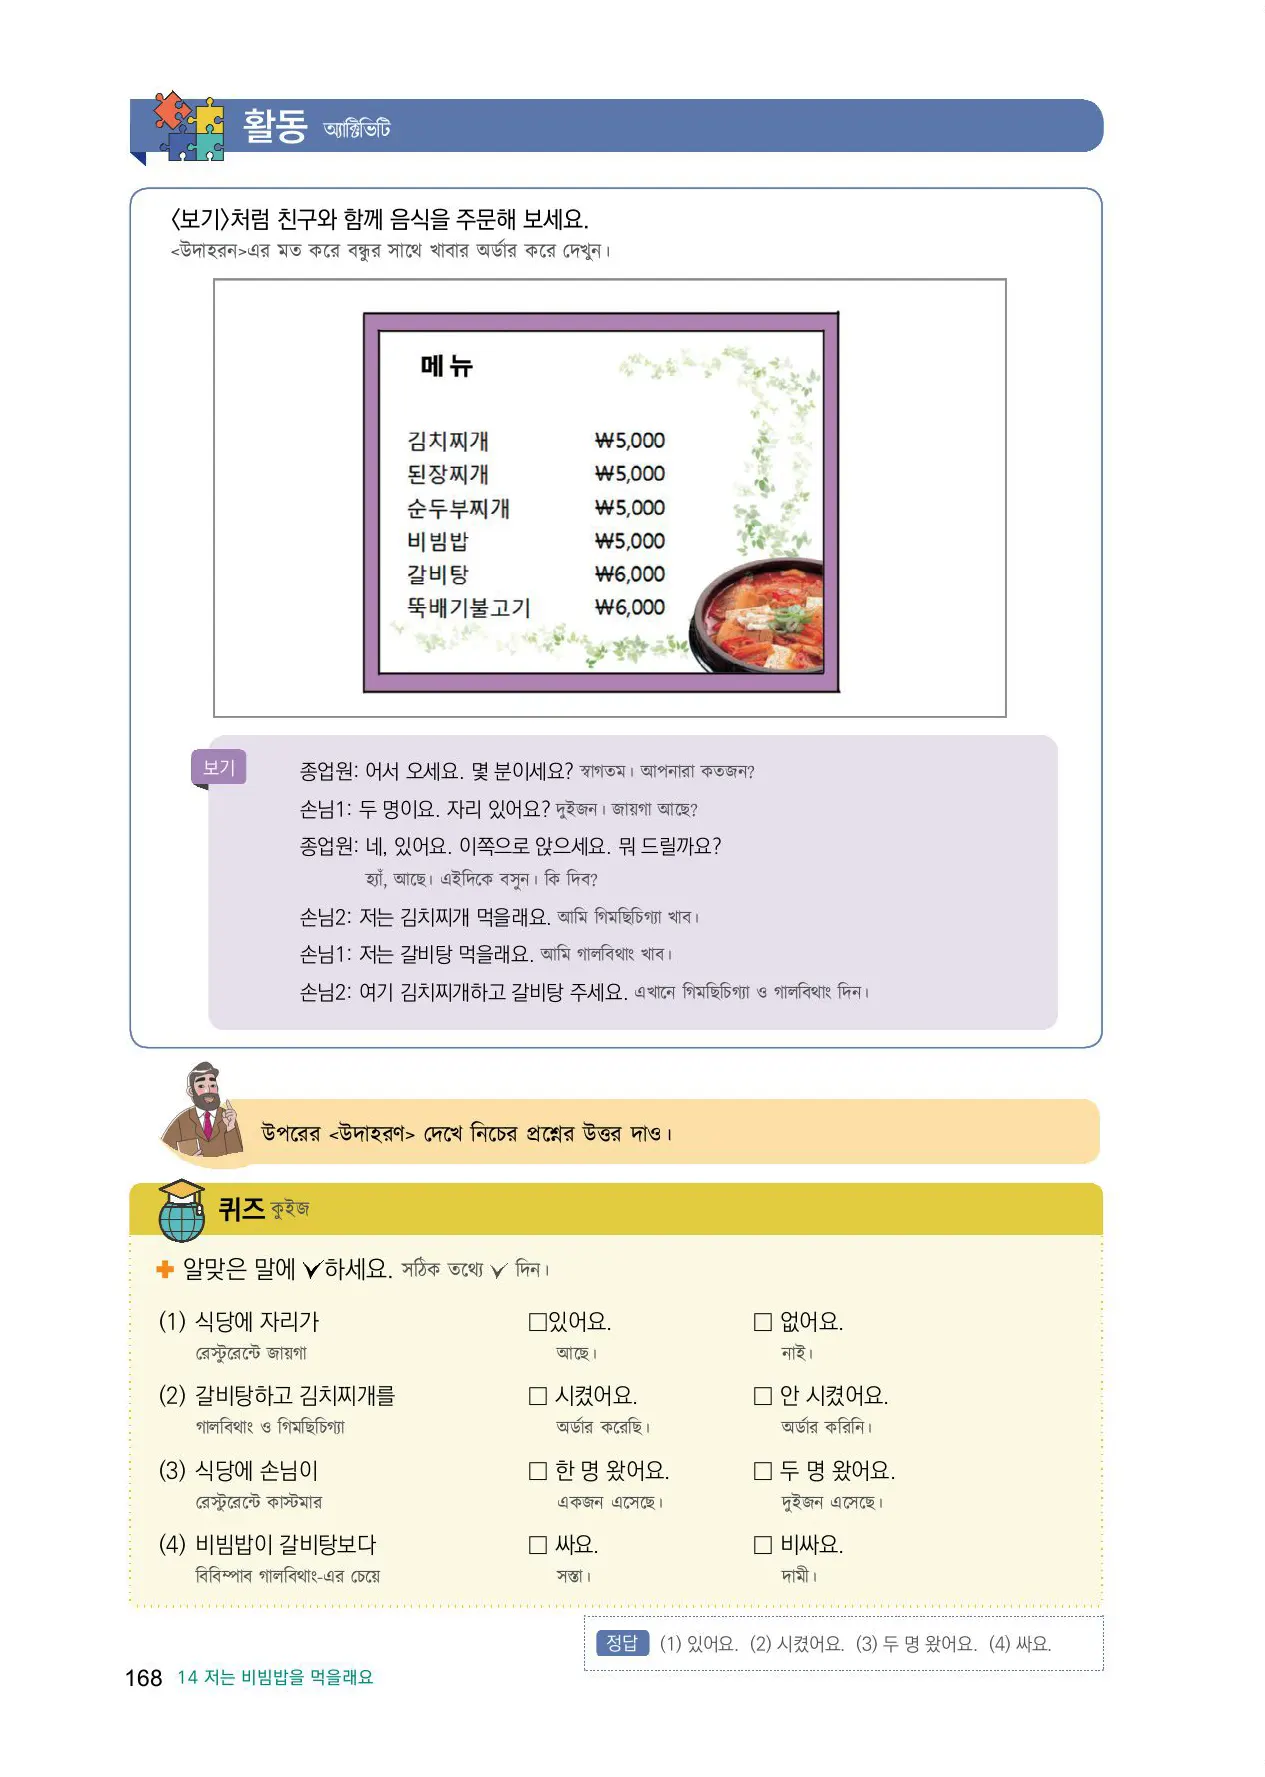 활동 অ্যাক্টিভিটি
<보기>처럼 친구와 함께 음식을 주문해 보세요.
<উদাহরন>এর মত করে বন্ধুর সাথে খাবার অর্ডার করে দেখুন।
메뉴
김치찌개 ₩5,000
된장찌개 ₩5,000
순두부찌개 ₩5,000
비빔밥 ₩5,000
갈비탕 ₩6,000
뚝배기불고기 ₩6,000
보기
종업원: 어서 오세요. 몇 분이세요? স্বাগতম। আপনারা কতজন?
손님1: 두 명이요. 자리 있어요? দুইজন। জায়গা আছে?
종업원: 네, 있어요. 이쪽으로 앉으세요. 뭐 드릴까요?
হ্যাঁ, আছে। এইদিকে বসুন। কি দিব?
손님2: 저는 김치찌개 먹을래요. আমি গিমছিচিগ্যা খাব।
손님1: 저는 갈비탕 먹을래요. আমি গালবিথাং খাব।
손님2: 여기 김치찌개하고 갈비탕 주세요. এখানে গিমছিচিগ্যা ও গালবিথাং দিন।
উপরের <উদাহরণ> দেখে নিচের প্রশ্নের উত্তর দাও।
퀴즈 কুইজ
알맞은 말에 ✓하세요. সঠিক তথ্যে ✓ দিন।
(1) 식당에 자리가 □있어요. □ 없어요.
রেস্টুরেন্টে জায়গা আছে। নাই।
(2) 갈비탕하고 김치찌개를 □ 시켰어요. □ 안 시켰어요.
গালবিথাং ও গিমছিচিগ্যা অর্ডার করেছি। অর্ডার করিনি।
(3) 식당에 손님이 □ 한 명 왔어요. □ 두 명 왔어요.
রেস্টুরেন্টে কাস্টমার একজন এসেছে। দুইজন এসেছে।
(4) 비빔밥이 갈비탕보다 □ 싸요. □ 비싸요.
বিবিম্পাব গালবিথাং-এর চেয়ে সস্তা। দামী।
정답 (1) 있어요. (2) 시켰어요. (3) 두 명 왔어요. (4) 싸요.
168 14 저는 비빔밥을 먹을래요